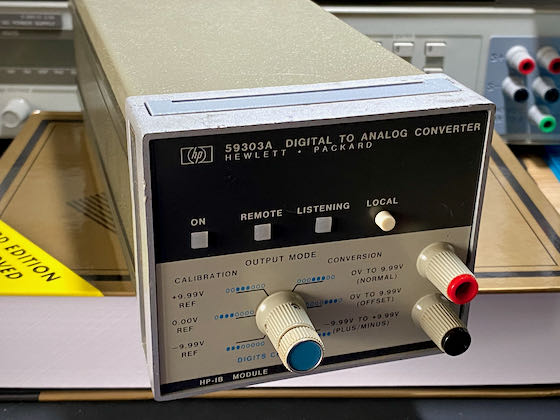 hp 59303A DIGITAL TO ANALOG CONVERTER
HEWLETT • PACKARD
ON REMOTE LISTENING LOCAL
OUTPUT MODE
CALIBRATION CONVERSION
+9.99V
REF
0V TO 9.99V
(NORMAL)
0.00V
REF
0V TO 9.99V
(OFFSET)
-9.99V
REF
-9.99V TO +9.99V
(PLUS/MINUS)
DIGITS
HP-IB MODULE
EDITION